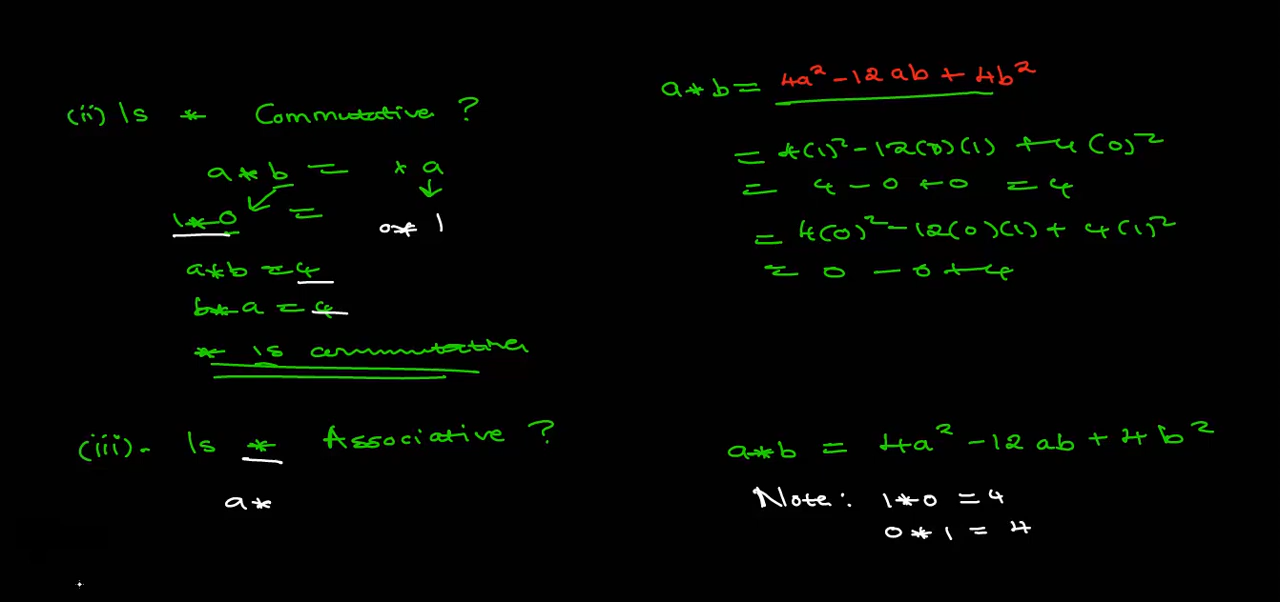 (ii) Is * Commutative ?
a * b = * a
1 * 0 = 0 * 1
a * b = 4
b * a = 4
* is commutative
a * b = 4a² - 12ab + 4b²
= 4(1)² - 12(0)(1) + 4(0)²
= 4 - 0 + 0 = 4
= 4(0)² - 12(0)(1) + 4(1)²
= 0 - 0 + 4
(iii). Is * Associative ?
a *
a * b = 4a² - 12ab + 4b²
Note: 1 * 0 = 4
0 * 1 = 4